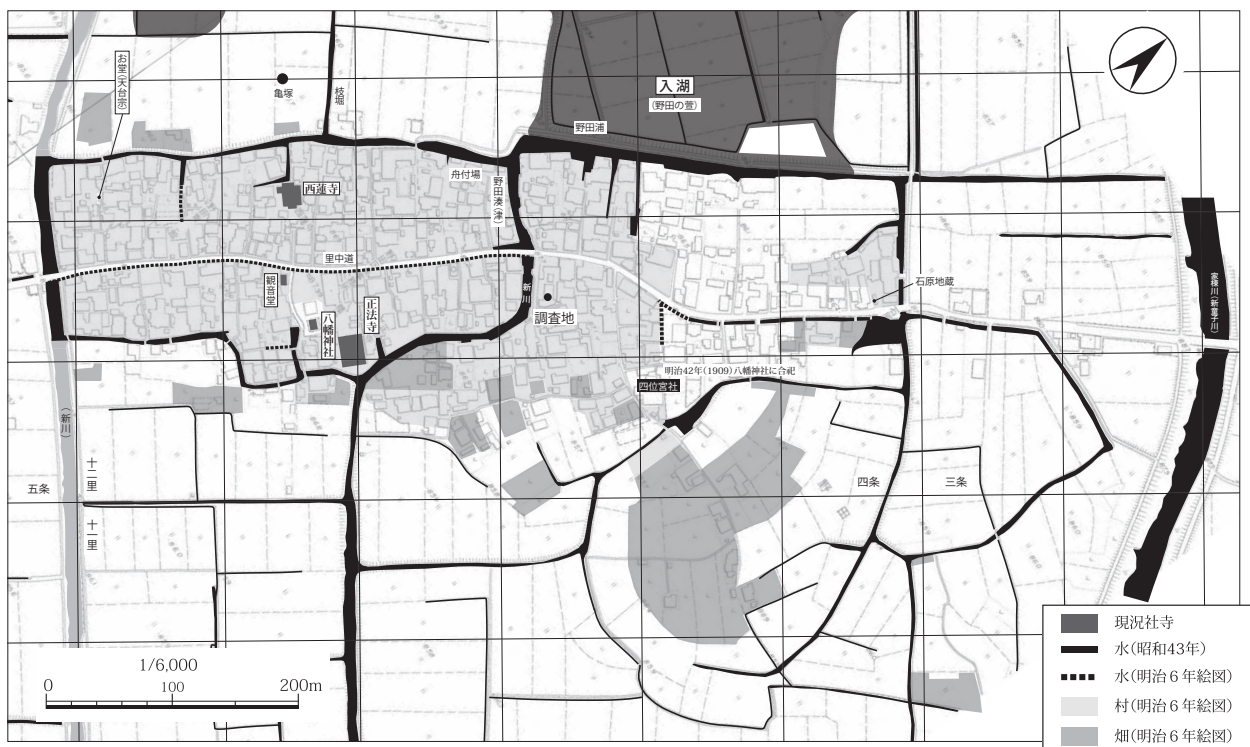 お堂(天台宗)
亀塚
枝堀
入湖
(野田の萱)
野田浦
舟付場
野田湊(津)
西蓮寺
里中道
観音堂
八幡神社
正法寺
新川
調査地
石原地蔵
家棟川(新童子川)
明治42年(1909)八幡神社に合祀
四位宮社
(新川)
十二里
五条
十一里
四条
三条
野田
1/6,000
0 100 200m
現況社寺
水(昭和43年)
水(明治6年絵図)
村(明治6年絵図)
畑(明治6年絵図)